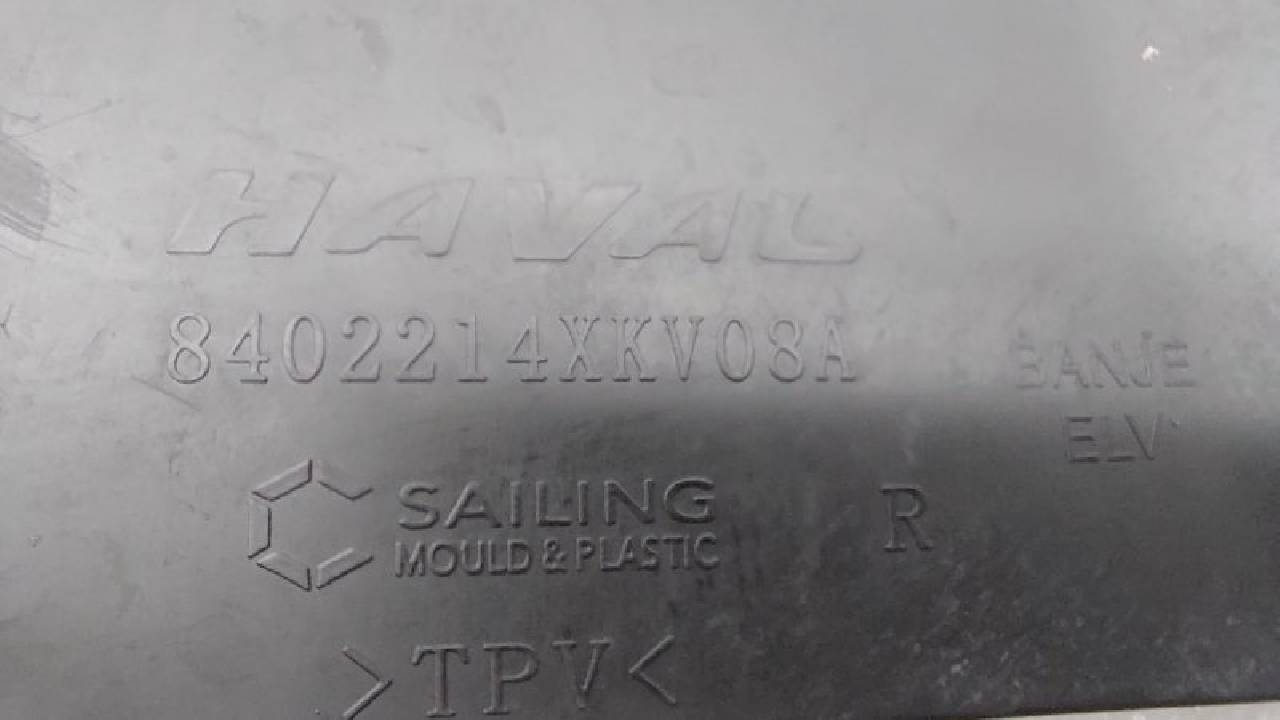 HAVAL
8402214XKV08A
BANJE
ELV
SAILING
MOULD & PLASTIC
R
>TPV<